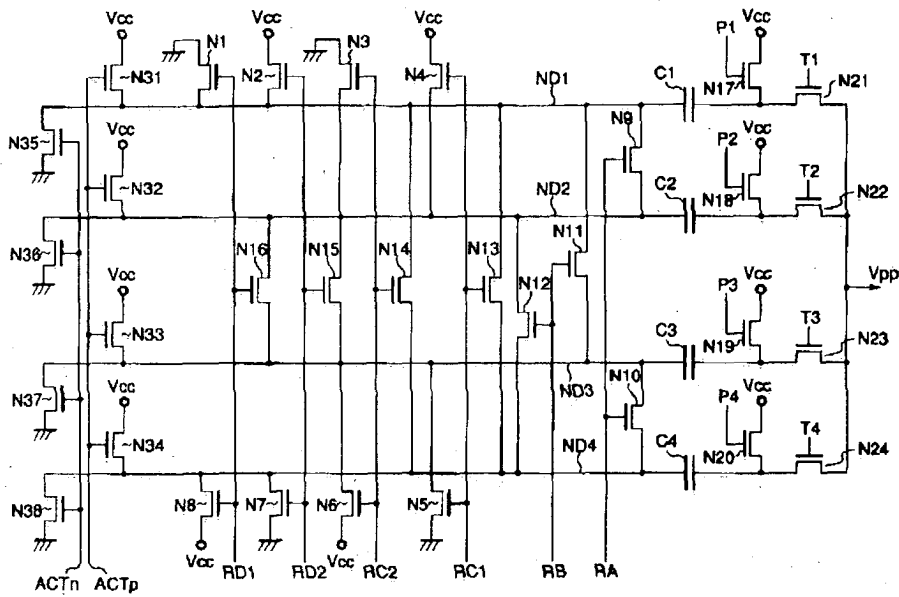 Vcc Vcc Vcc P1 Vcc
N1 N3 T1
N31 N2 N4 ND1 C1 N17 N21
N35 Vcc N9 P2 Vcc
N32 ND2 C2 N18 T2 N22
N36 N16 N15 N14 N13 N11
Vcc N12 P3 Vcc Vpp
N33 C3 N19 T3 N23
N37 Vcc ND3 N10 P4 Vcc
N34 ND4 C4 N20 T4 N24
N38 N8 N7 N6 N5
Vcc Vcc
ACTn ACTp RD1 RD2 RC2 RC1 RB RA